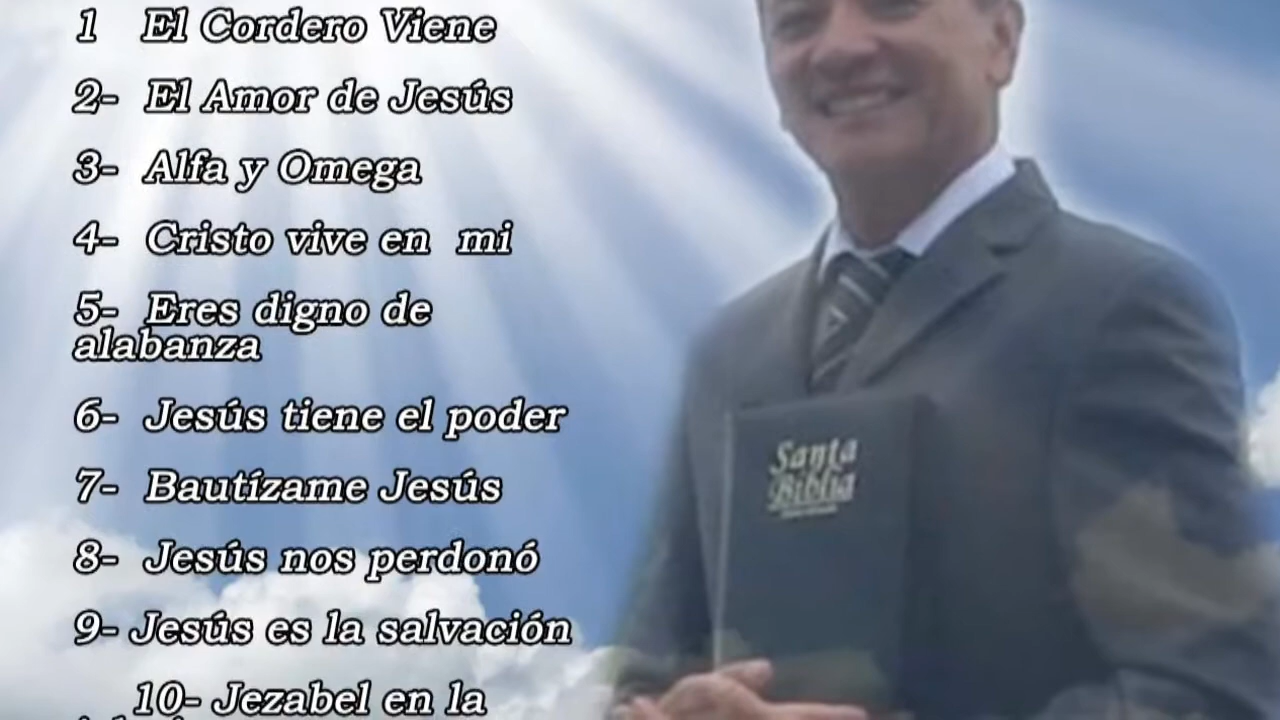 1 El Cordero Viene
2- El Amor de Jesús
3- Alfa y Omega
4- Cristo vive en mi
5- Eres digno de
alabanza
6- Jesús tiene el poder
7- Bautízame Jesús
8- Jesús nos perdonó
9- Jesús es la salvación
10- Jezabel en la
Santa
Biblia